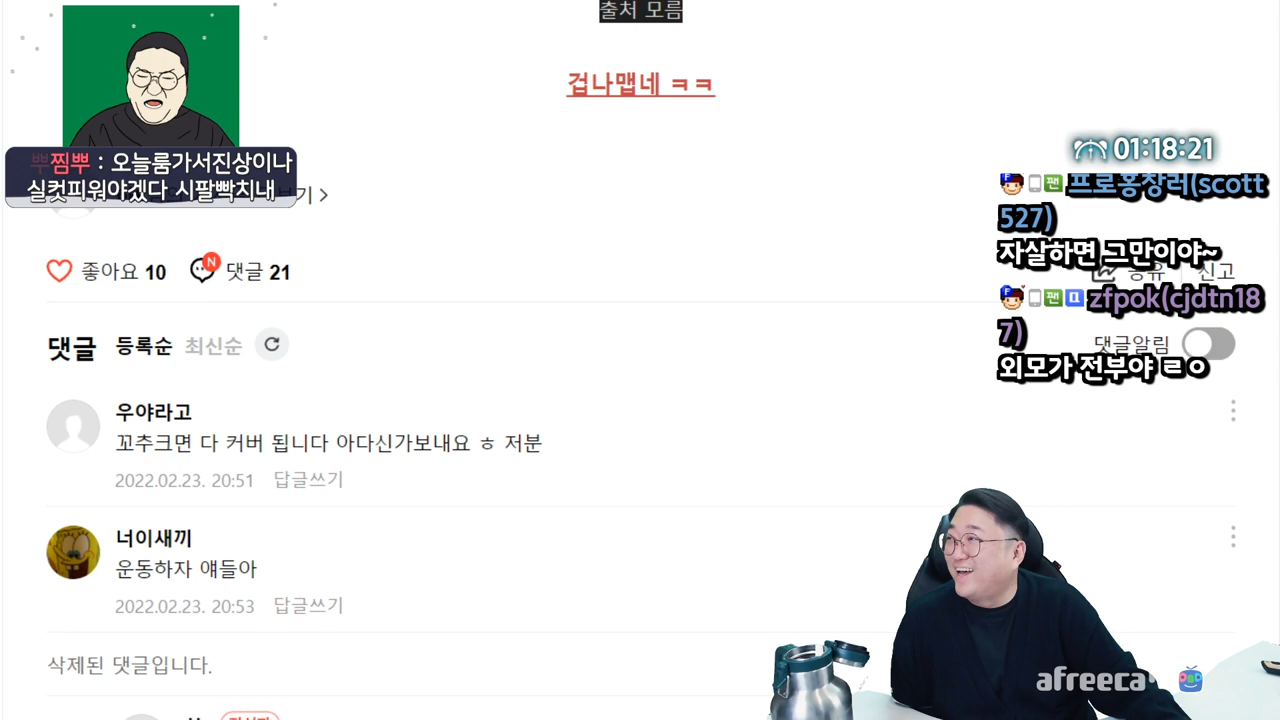 출처 모름
겁나맵네 ㅋㅋ
뿌찜뿌 : 오늘룸가서진상이나
실컷피워야겠다 시팔빡치내
기 >
01:18:21
프로홍창러(scott
527)
자살하면 그만이야~
공유 신고
좋아요 10 N 댓글 21
zfpok(cjdtn18
7)
외모가 전부야 ㄹㅇ
댓글 등록순 최신순
댓글알림
우야라고
꼬추크면 다 커버 됩니다 아다신가보내요 ㅎ 저분
2022.02.23. 20:51 답글쓰기
너이새끼
운동하자 얘들아
2022.02.23. 20:53 답글쓰기
삭제된 댓글입니다.
afreeca